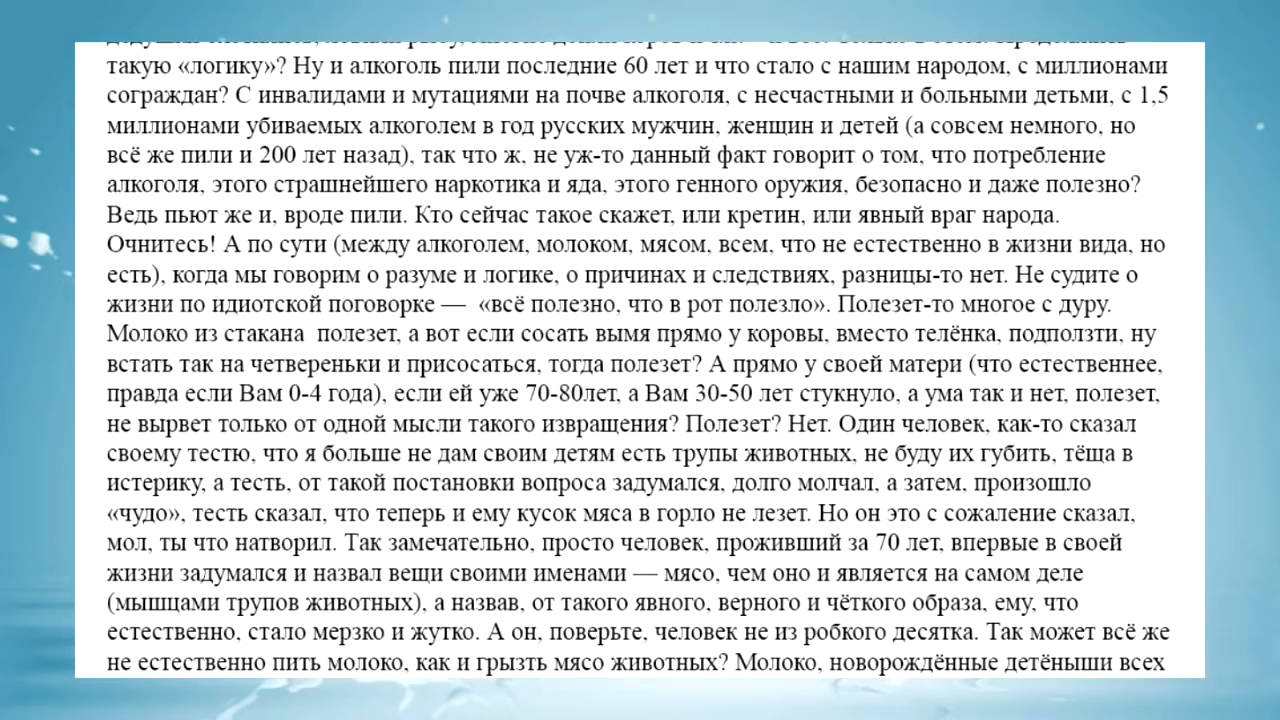 такую «логику»? Ну и алкоголь пили последние 60 лет и что стало с нашим народом, с миллионами
сограждан? С инвалидами и мутациями на почве алкоголя, с несчастными и больными детьми, с 1,5
миллионами убиваемых алкоголем в год русских мужчин, женщин и детей (а совсем немного, но
всё же пили и 200 лет назад), так что ж, не уж-то данный факт говорит о том, что потребление
алкоголя, этого страшнейшего наркотика и яда, этого генного оружия, безопасно и даже полезно?
Ведь пьют же и, вроде пили. Кто сейчас такое скажет, или кретин, или явный враг народа.
Очнитесь! А по сути (между алкоголем, молоком, мясом, всем, что не естественно в жизни вида, но
есть), когда мы говорим о разуме и логике, о причинах и следствиях, разницы-то нет. Не судите о
жизни по идиотской поговорке —  «всё полезно, что в рот полезло». Полезет-то многое с дуру.
Молоко из стакана  полезет, а вот если сосать вымя прямо у коровы, вместо телёнка, подползти, ну
встать так на четвереньки и присосаться, тогда полезет? А прямо у своей матери (что естественнее,
правда если Вам 0-4 года), если ей уже 70-80лет, а Вам 30-50 лет стукнуло, а ума так и нет, полезет,
не вырвет только от одной мысли такого извращения? Полезет? Нет. Один человек, как-то сказал
своему тестю, что я больше не дам своим детям есть трупы животных, не буду их губить, тёща в
истерику, а тесть, от такой постановки вопроса задумался, долго молчал, а затем, произошло
«чудо», тесть сказал, что теперь и ему кусок мяса в горло не лезет. Но он это с сожаление сказал,
мол, ты что натворил. Так замечательно, просто человек, проживший за 70 лет, впервые в своей
жизни задумался и назвал вещи своими именами — мясо, чем оно и является на самом деле
(мышцами трупов животных), а назвав, от такого явного, верного и чёткого образа, ему, что
естественно, стало мерзко и жутко. А он, поверьте, человек не из робкого десятка. Так может всё же
не естественно пить молоко, как и грызть мясо животных? Молоко, новорождённые детёныши всех